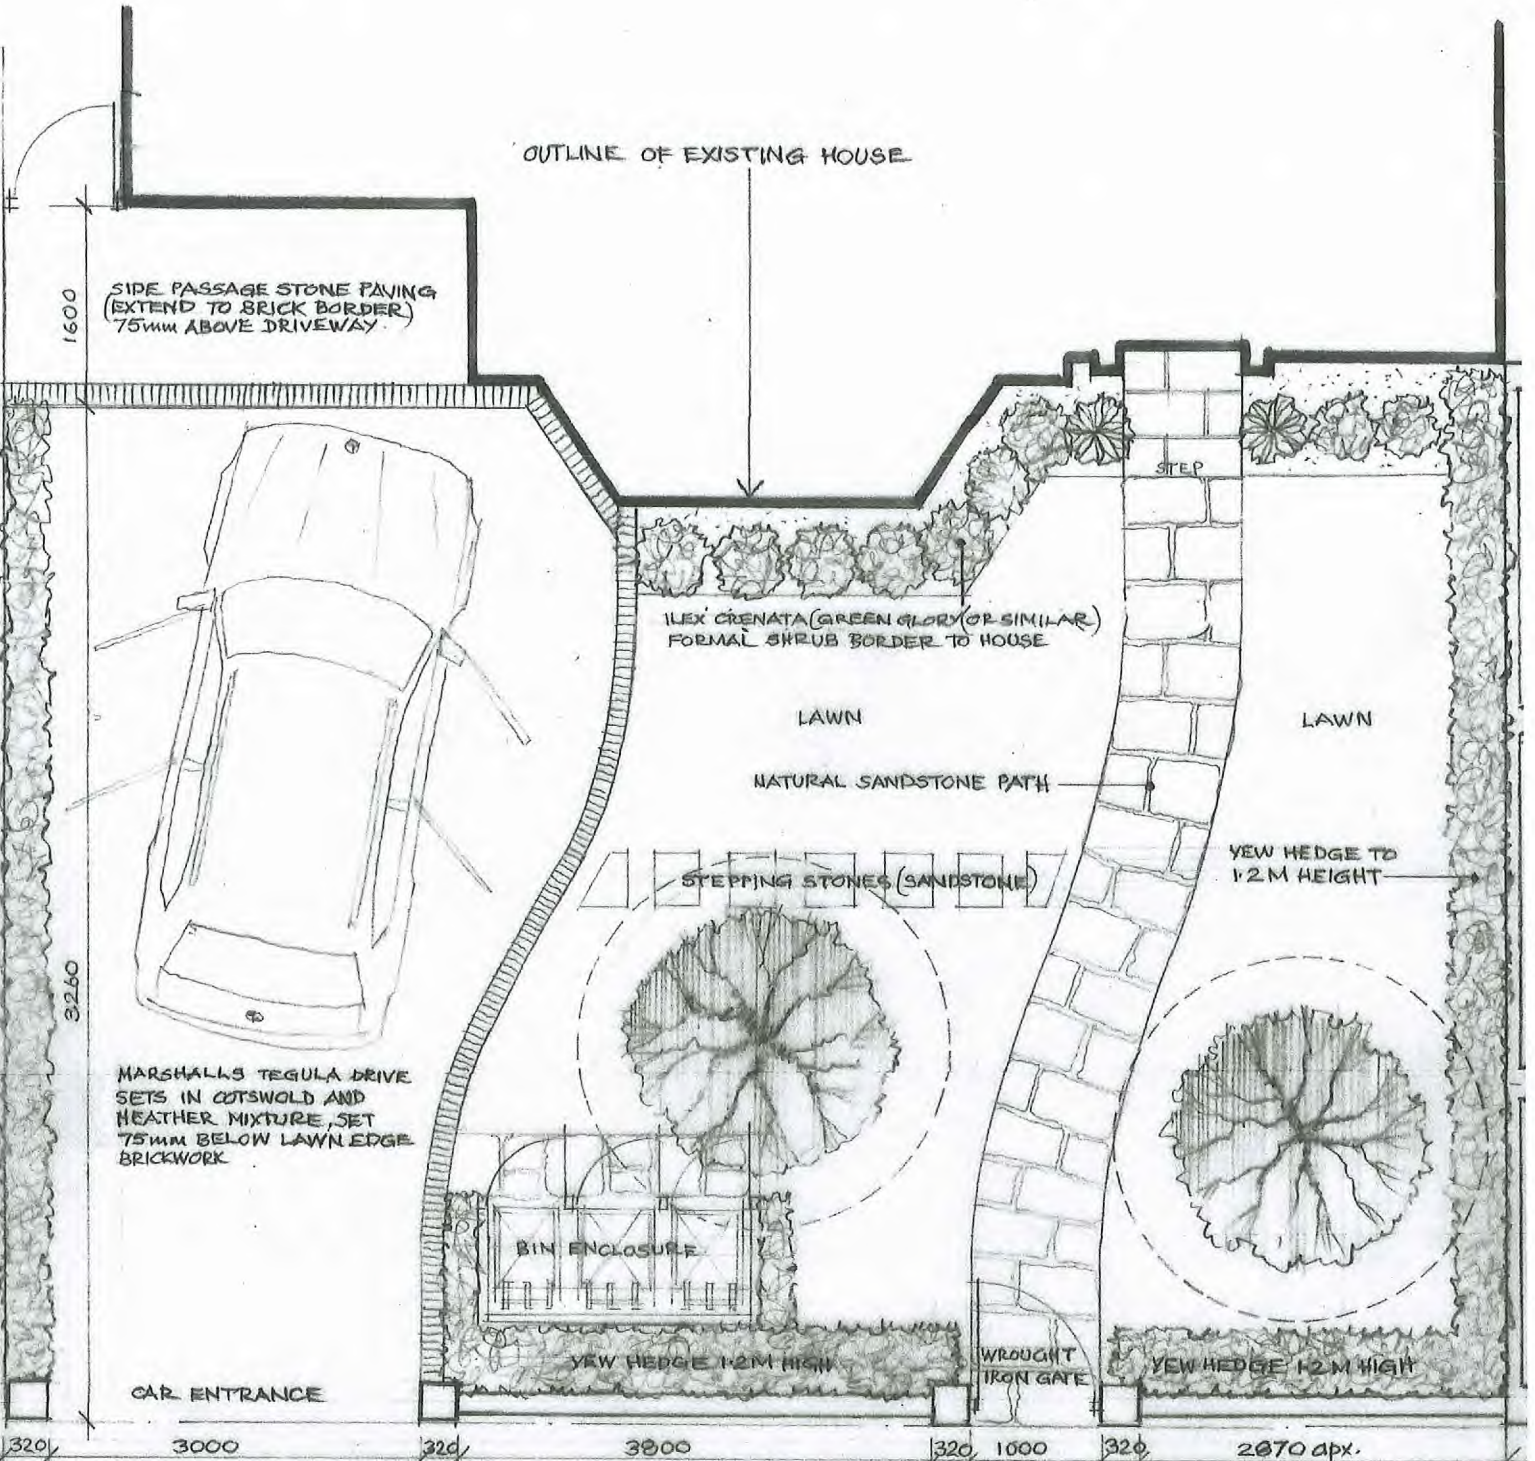 OUTLINE OF EXISTING HOUSE
SIDE PASSAGE STONE PAVING
(EXTEND TO BRICK BORDER)
75mm ABOVE DRIVEWAY.
1600
STEP
ILEX CRENATA (GREEN GLORY (OR SIMILAR)
FORMAL SHRUB BORDER TO HOUSE
LAWN
LAWN
NATURAL SANDSTONE PATH
YEW HEDGE TO
1·2M HEIGHT
STEPPING STONES (SANDSTONE)
8260
MARSHALLS TEGULA DRIVE
SETS IN COTSWOLD AND
HEATHER MIXTURE, SET
75mm BELOW LAWN EDGE
BRICKWORK
BIN ENCLOSURE
YEW HEDGE 1·2M HIGH
WROUGHT
IRON GATE
YEW HEDGE 1·2M HIGH
CAR ENTRANCE
320 3000 320 3800 320 1000 320 2870 apx.